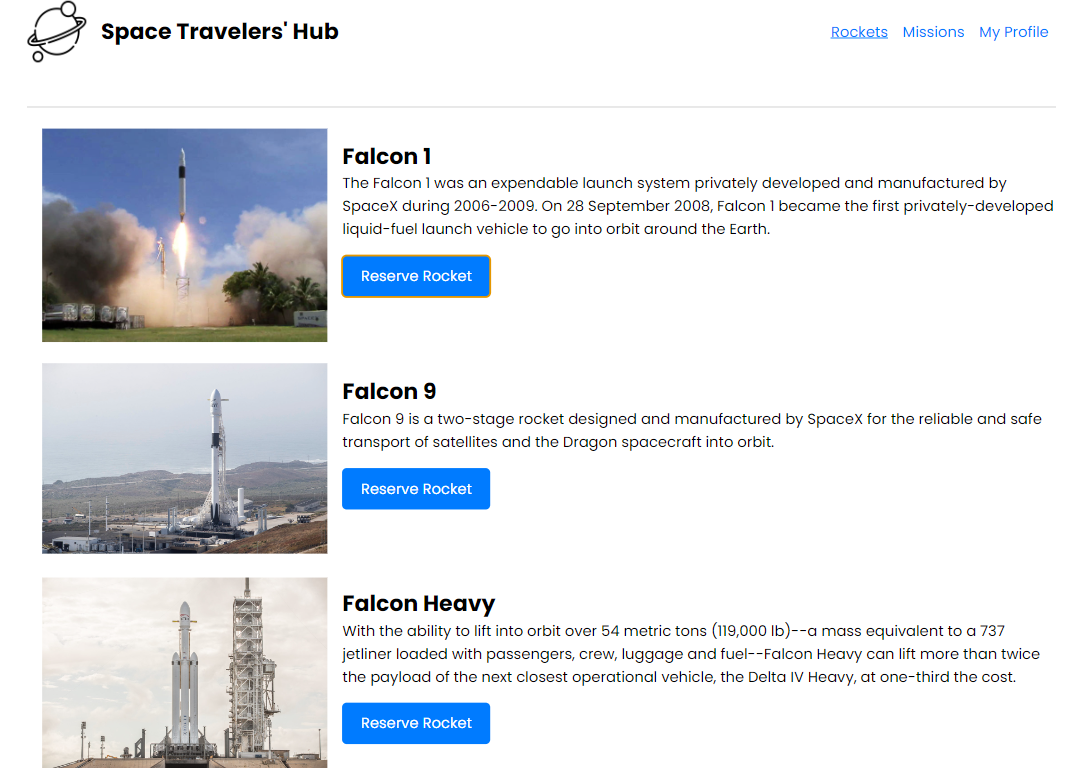 Space Travelers' Hub
Rockets Missions My Profile
Falcon 1
The Falcon 1 was an expendable launch system privately developed and manufactured by
SpaceX during 2006-2009. On 28 September 2008, Falcon 1 became the first privately-developed
liquid-fuel launch vehicle to go into orbit around the Earth.
Reserve Rocket
Falcon 9
Falcon 9 is a two-stage rocket designed and manufactured by SpaceX for the reliable and safe
transport of satellites and the Dragon spacecraft into orbit.
Reserve Rocket
Falcon Heavy
With the ability to lift into orbit over 54 metric tons (119,000 lb)--a mass equivalent to a 737
jetliner loaded with passengers, crew, luggage and fuel--Falcon Heavy can lift more than twice
the payload of the next closest operational vehicle, the Delta IV Heavy, at one-third the cost.
Reserve Rocket